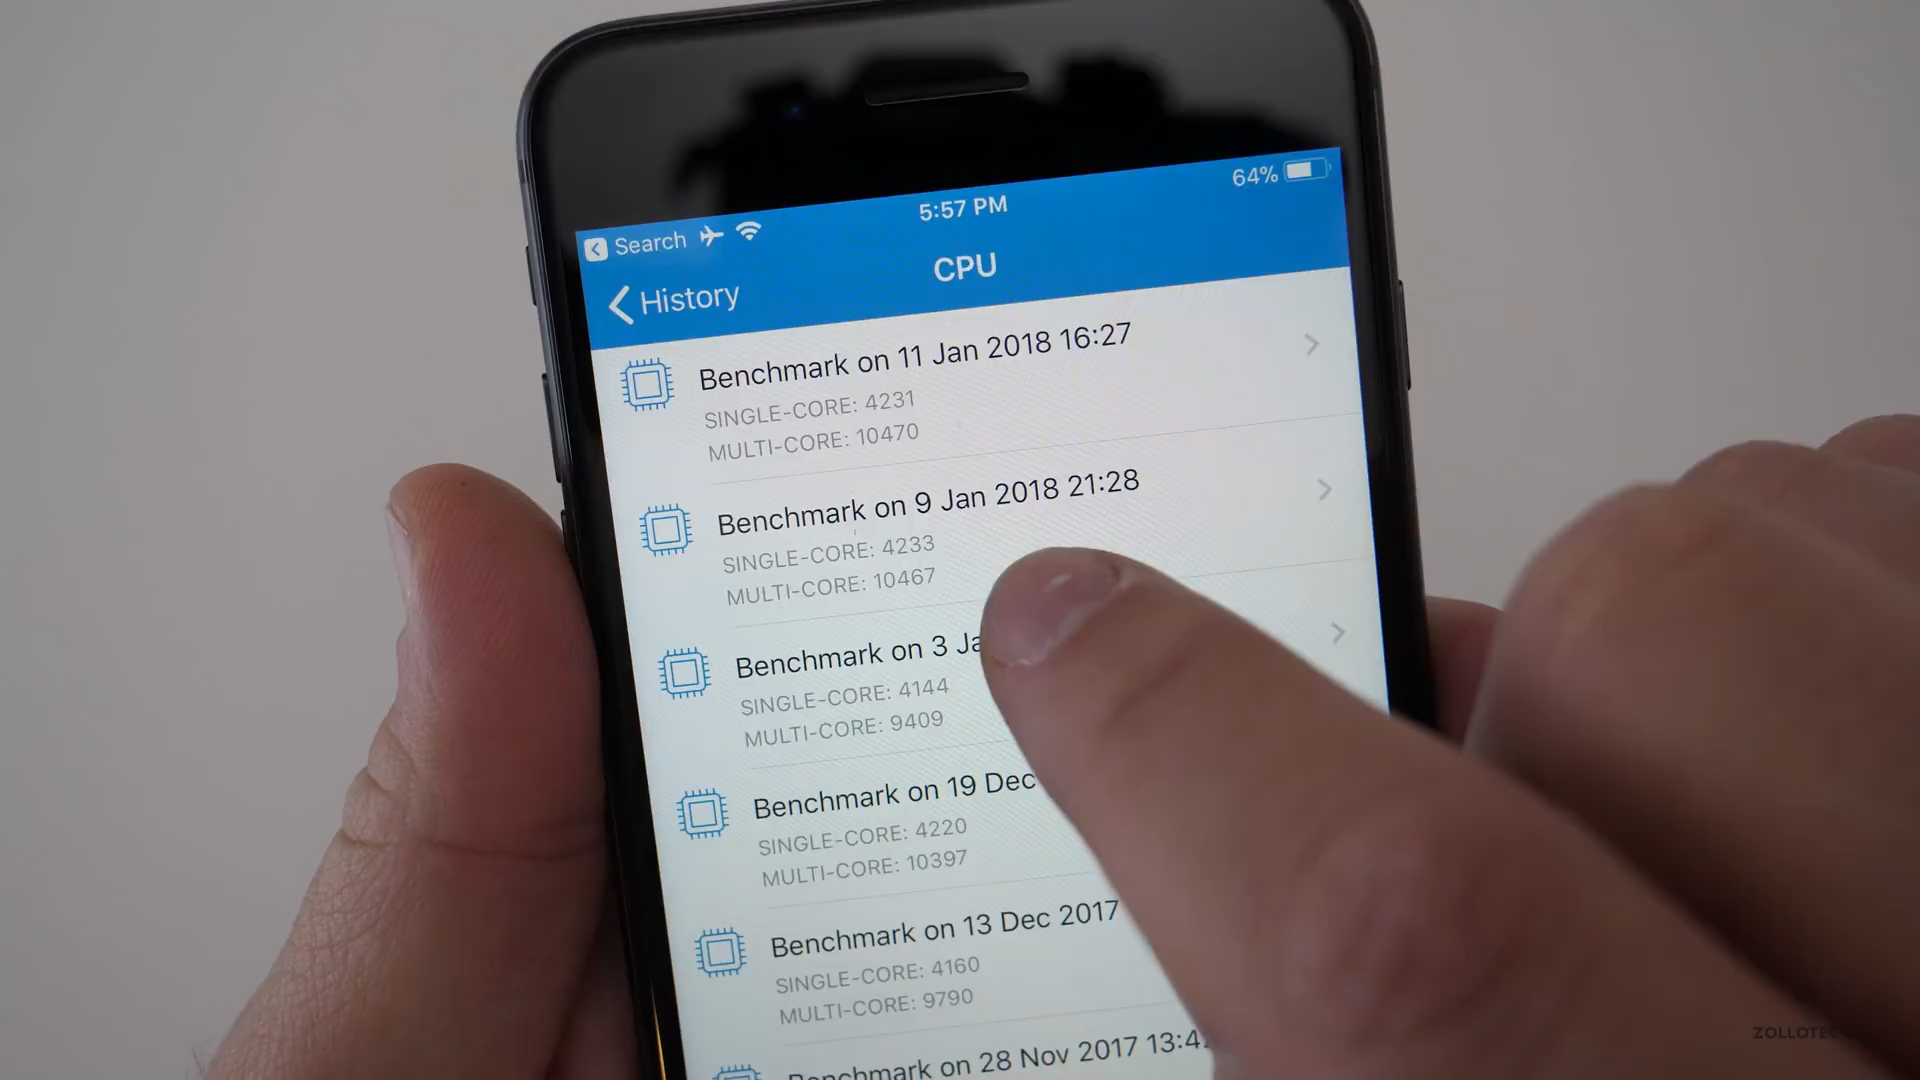 64%
5:57 PM
Search
CPU
History
Benchmark on 11 Jan 2018 16:27
SINGLE-CORE: 4231
MULTI-CORE: 10470
Benchmark on 9 Jan 2018 21:28
SINGLE-CORE: 4233
MULTI-CORE: 10467
Benchmark on 3
SINGLE-CORE: 4144
MULTI-CORE: 9409
Benchmark on 19 Dec
SINGLE-CORE: 4220
MULTI-CORE: 10397
Benchmark on 13 Dec 2017
SINGLE-CORE: 4160
MULTI-CORE: 9790
Benchmark on 28 Nov 2017